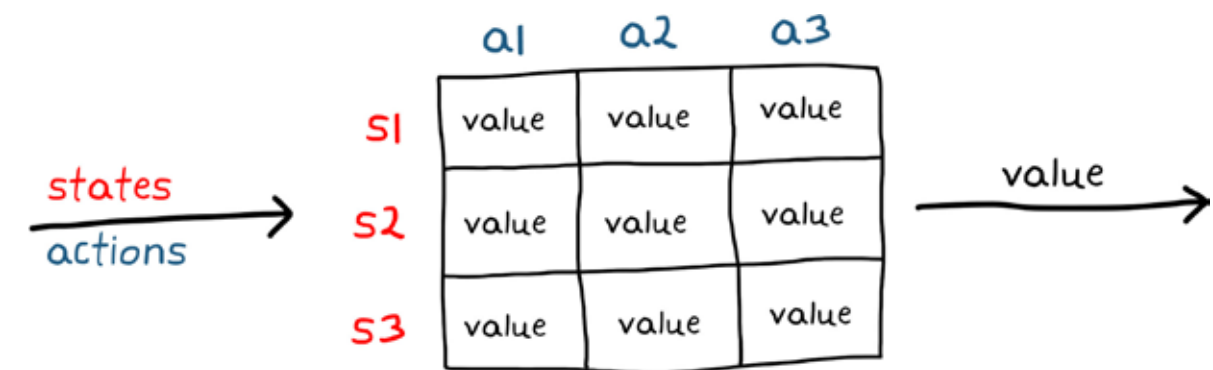 a1 a2 a3
s1 value value value
states
actions
s2 value value value
value
s3 value value value